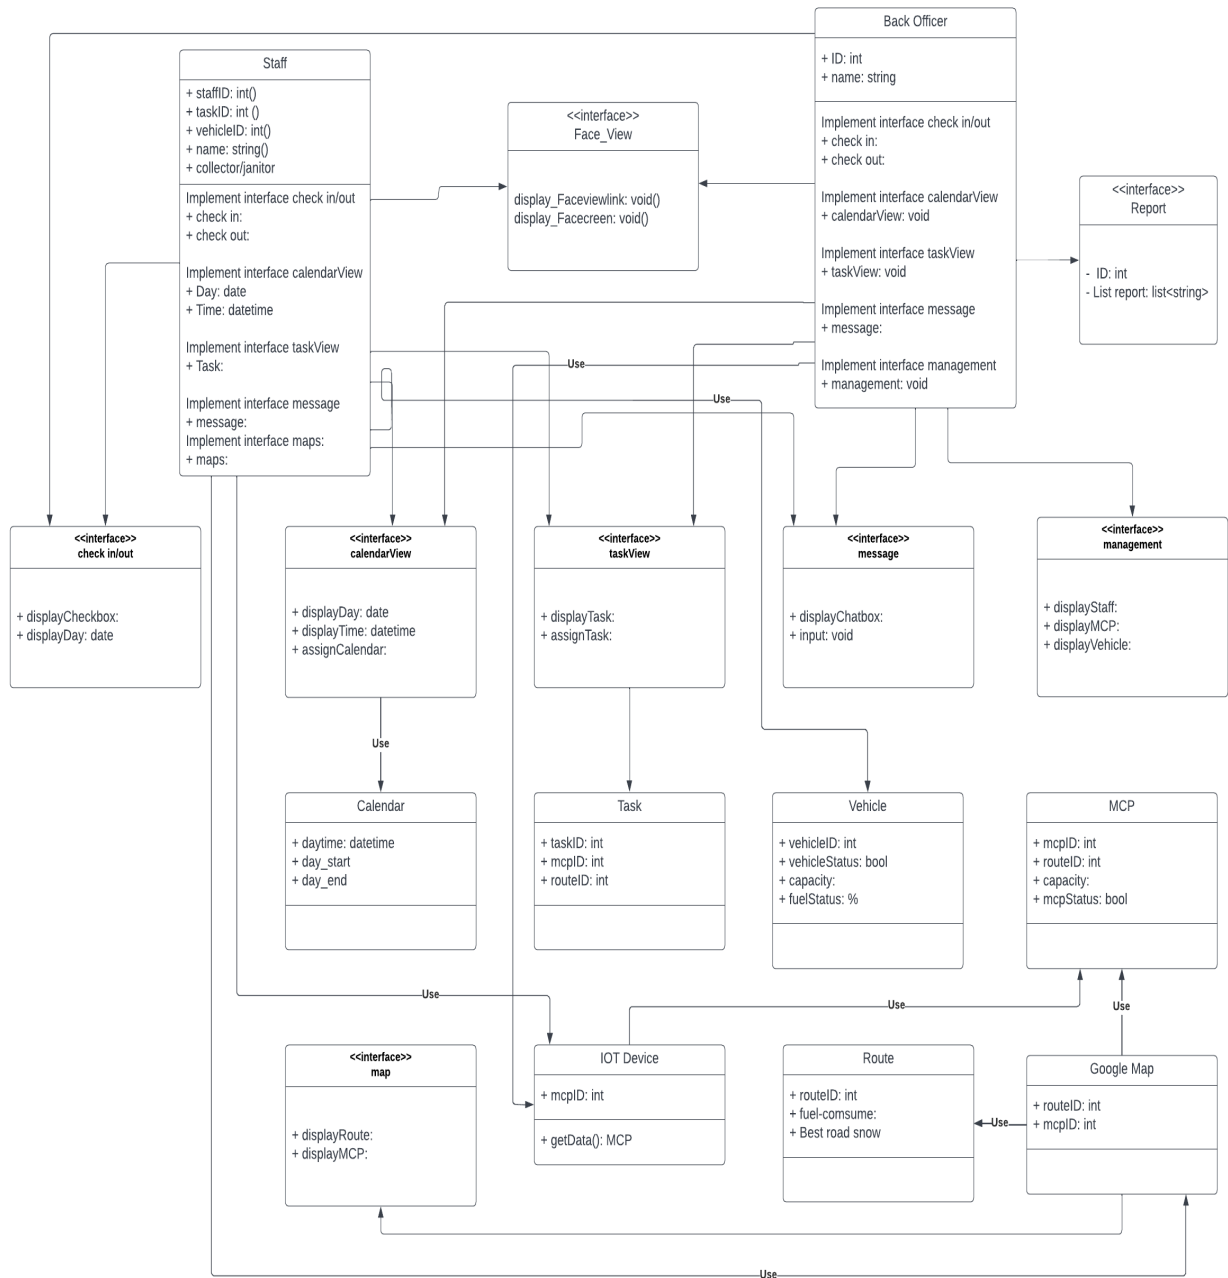 Back Officer
+ ID: int
+ name: string
Implement interface check in/out
+ check in:
+ check out:
Implement interface calendarView
+ calendarView: void
Implement interface taskView
+ taskView: void
Implement interface message
+ message:
Implement interface management
+ management: void
Staff
+ staffID: int()
+ taskID: int ()
+ vehicleID: int()
+ name: string()
+ collector/janitor
Implement interface check in/out
+ check in:
+ check out:
Implement interface calendarView
+ Day: date
+ Time: datetime
Implement interface taskView
+ Task:
Implement interface message
+ message:
Implement interface maps:
+ maps:
<<interface>>
Face_View
display_Faceviewlink: void()
display_Facecreen: void()
<<interface>>
Report
- ID: int
- List report: list<string>
Use
Use
<<interface>>
check in/out
+ displayCheckbox:
+ displayDay: date
<<interface>>
calendarView
+ displayDay: date
+ displayTime: datetime
+ assignCalendar:
<<interface>>
taskView
+ displayTask:
+ assignTask:
<<interface>>
message
+ displayChatbox:
+ input: void
<<interface>>
management
+ displayStaff:
+ displayMCP:
+ displayVehicle:
Use
Calendar
+ daytime: datetime
+ day_start
+ day_end
Task
+ taskID: int
+ mcpID: int
+ routeID: int
Vehicle
+ vehicleID: int
+ vehicleStatus: bool
+ capacity:
+ fuelStatus: %
MCP
+ mcpID: int
+ routeID: int
+ capacity:
+ mcpStatus: bool
Use
Use
Use
<<interface>>
map
+ displayRoute:
+ displayMCP:
IOT Device
+ mcpID: int
+ getData(): MCP
Route
+ routeID: int
+ fuel-comsume:
+ Best road snow
Use
Google Map
+ routeID: int
+ mcpID: int
Use